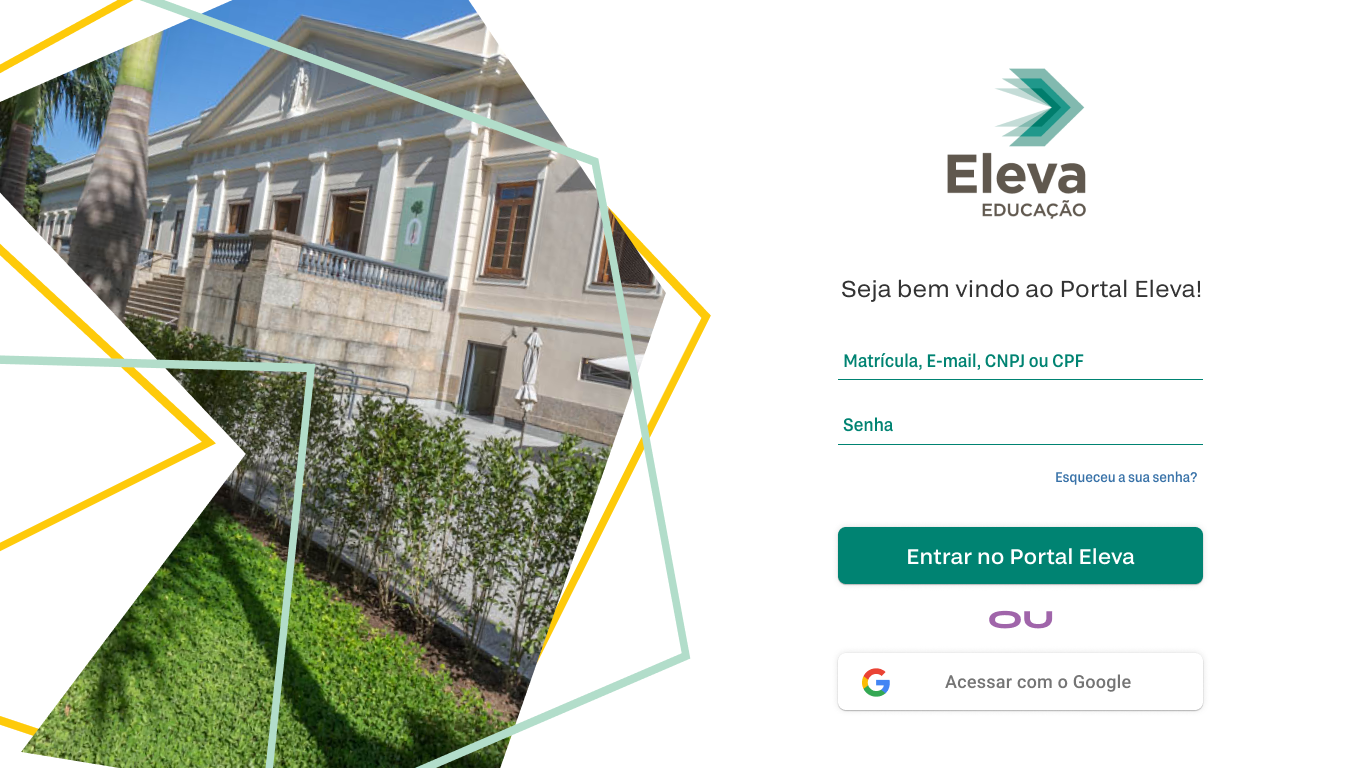 Eleva
EDUCAÇÃO
Seja bem vindo ao Portal Eleva!
Matrícula, E-mail, CNPJ ou CPF
Senha
Esqueceu a sua senha?
Entrar no Portal Eleva
OU
Acessar com o Google